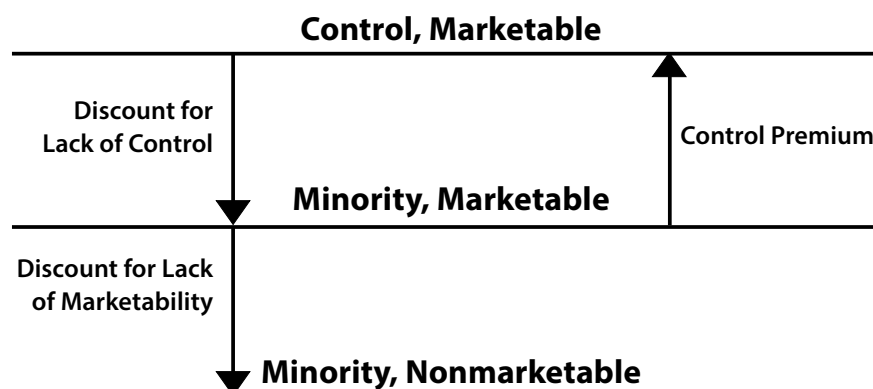 Control, Marketable
Discount for
Lack of Control
Control Premium
Minority, Marketable
Discount for Lack
of Marketability
Minority, Nonmarketable